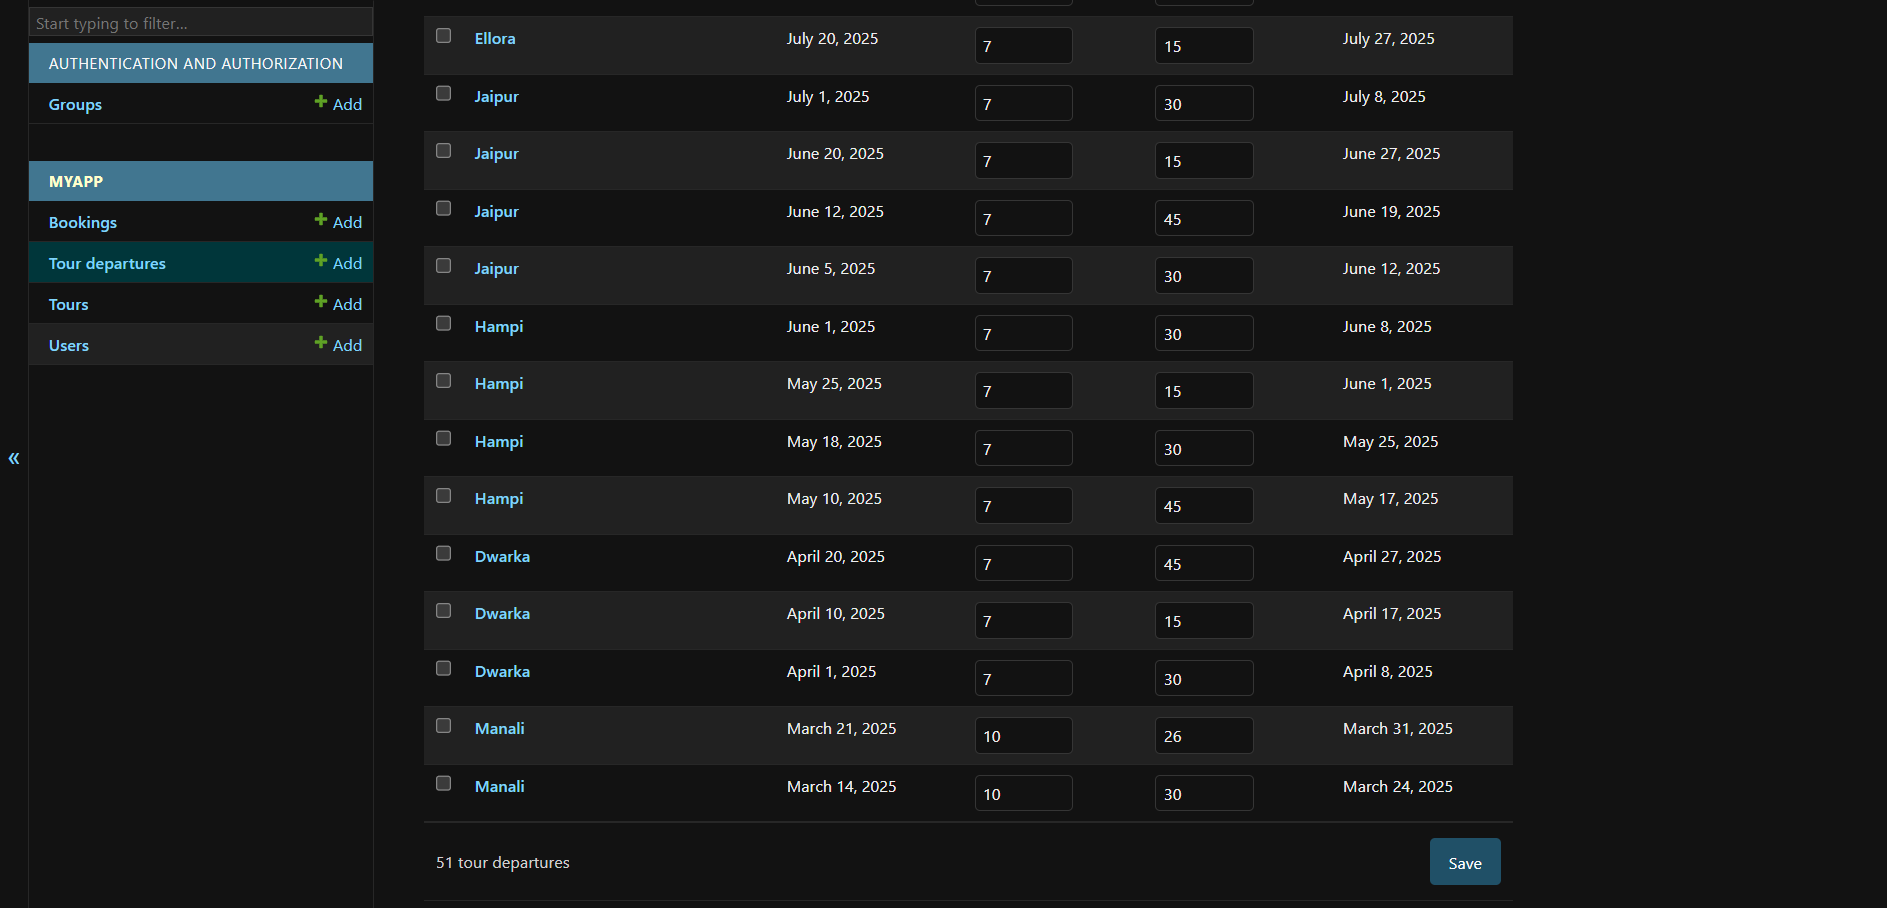 Start typing to filter...
AUTHENTICATION AND AUTHORIZATION
Groups + Add
MYAPP
Bookings + Add
Tour departures + Add
Tours + Add
Users + Add
«
Ellora July 20, 2025 7 15 July 27, 2025
Jaipur July 1, 2025 7 30 July 8, 2025
Jaipur June 20, 2025 7 15 June 27, 2025
Jaipur June 12, 2025 7 45 June 19, 2025
Jaipur June 5, 2025 7 30 June 12, 2025
Hampi June 1, 2025 7 30 June 8, 2025
Hampi May 25, 2025 7 15 June 1, 2025
Hampi May 18, 2025 7 30 May 25, 2025
Hampi May 10, 2025 7 45 May 17, 2025
Dwarka April 20, 2025 7 45 April 27, 2025
Dwarka April 10, 2025 7 15 April 17, 2025
Dwarka April 1, 2025 7 30 April 8, 2025
Manali March 21, 2025 10 26 March 31, 2025
Manali March 14, 2025 10 30 March 24, 2025
51 tour departures
Save